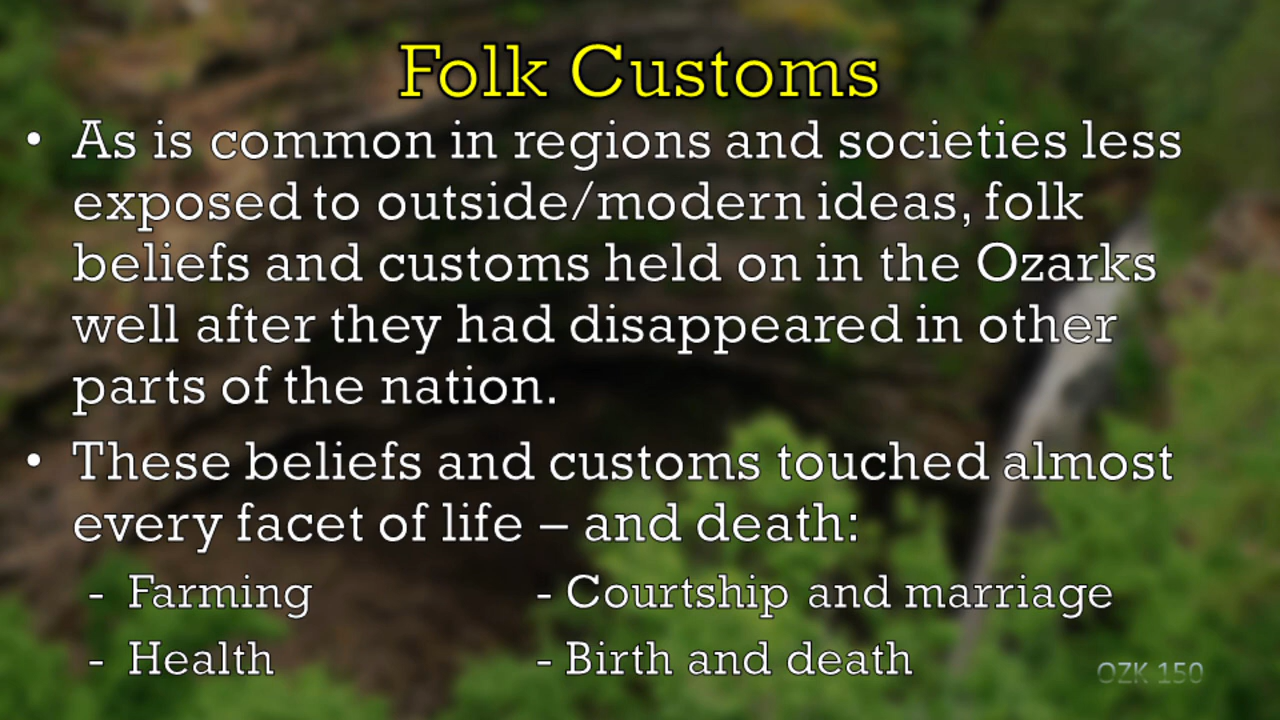 Folk Customs
• As is common in regions and societies less
exposed to outside/modern ideas, folk
beliefs and customs held on in the Ozarks
well after they had disappeared in other
parts of the nation.
• These beliefs and customs touched almost
every facet of life – and death:
- Farming - Courtship and marriage
- Health - Birth and death
OZK 150